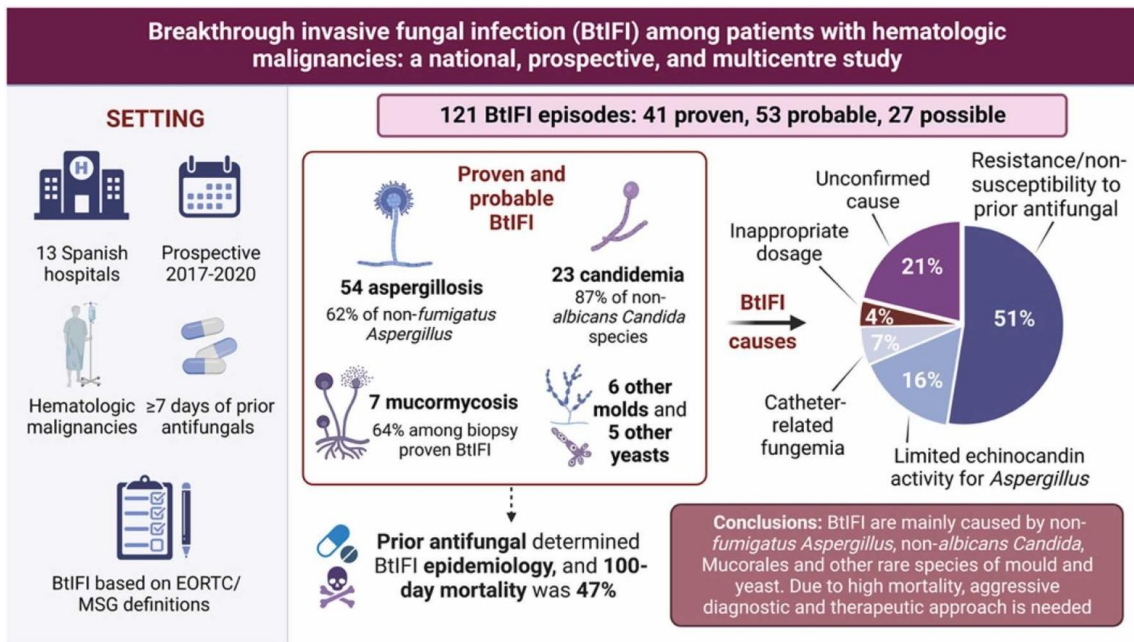 Breakthrough invasive fungal infection (BtIFI) among patients with hematologic
malignancies: a national, prospective, and multicentre study
SETTING
H
13 Spanish
hospitals
Prospective
2017-2020
Hematologic
malignancies
≥7 days of prior
antifungals
BtIFI based on EORTC/
MSG definitions
121 BtIFI episodes: 41 proven, 53 probable, 27 possible
Proven and
probable
BtIFI
54 aspergillosis
62% of non-fumigatus
Aspergillus
23 candidemia
87% of non-
albicans Candida
species
7 mucormycosis
64% among biopsy
proven BtIFI
6 other
molds and
5 other
yeasts
Prior antifungal determined
BtIFI epidemiology, and 100-
day mortality was 47%
BtIFI
causes
Resistance/non-
susceptibility to
prior antifungal
51%
Unconfirmed
cause
21%
Inappropriate
dosage
4%
7%
Catheter-
related
fungemia
16%
Limited echinocandin
activity for Aspergillus
Conclusions: BtIFI are mainly caused by non-
fumigatus Aspergillus, non-albicans Candida,
Mucorales and other rare species of mould and
yeast. Due to high mortality, aggressive
diagnostic and therapeutic approach is needed